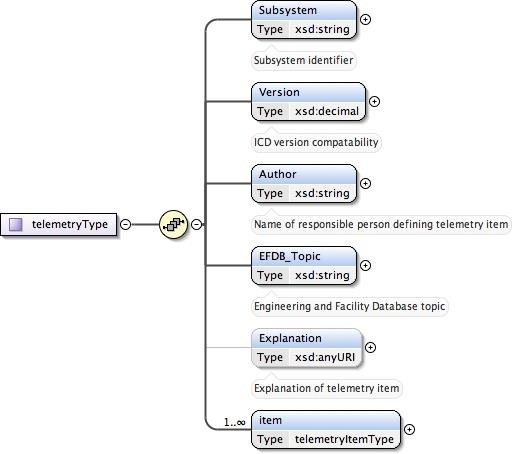 Subsystem
Type xsd:string
Subsystem identifier
Version
Type xsd:decimal
ICD version compatability
Author
Type xsd:string
Name of responsible person defining telemetry item
telemetryType
EFDB_Topic
Type xsd:string
Engineering and Facility Database topic
Explanation
Type xsd:anyURI
Explanation of telemetry item
1..∞
item
Type telemetryItemType